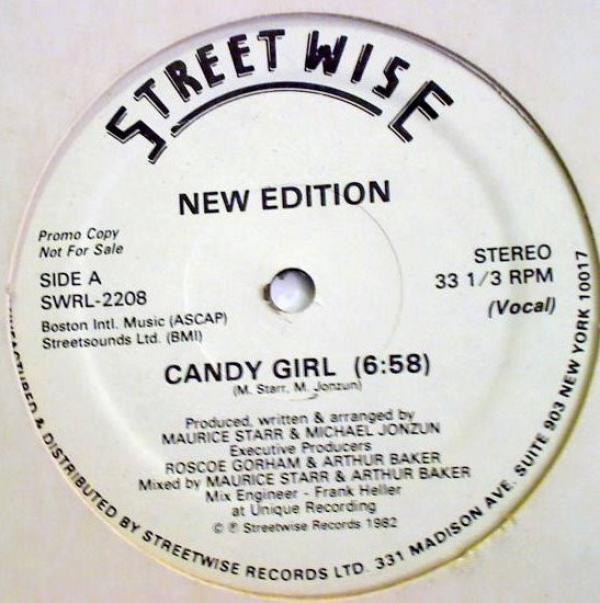 STREETWISE
NEW EDITION
Promo Copy
Not For Sale
SIDE A
SWRL-2208
Boston Intl. Music (ASCAP)
Streetsounds Ltd. (BMI)
STEREO
33 1/3 RPM
(Vocal)
CANDY GIRL (6:58)
(M. Starr, M. Jonzun)
Produced, written & arranged by
MAURICE STARR & MICHAEL JONZUN
Executive Producers
ROSCOE GORHAM & ARTHUR BAKER
Mixed by MAURICE STARR & ARTHUR BAKER
Mix Engineer - Frank Heller
at Unique Recording
© ℗ Streetwise Records 1982
& DISTRIBUTED BY STREETWISE RECORDS LTD. 331 MADISON AVE. SUITE 903 NEW YORK 10017